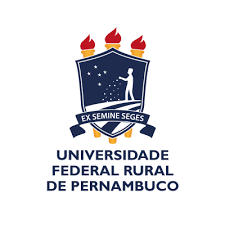 EX SEMINE SEGES
UNIVERSIDADE
FEDERAL RURAL
DE PERNAMBUCO